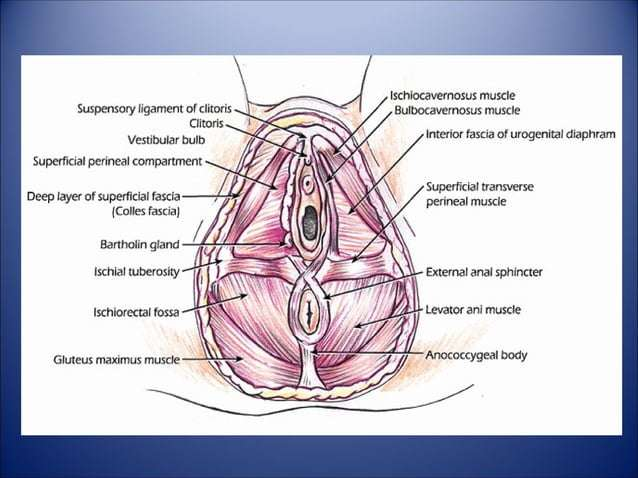 Suspensory ligament of clitoris
Clitoris
Vestibular bulb
Superficial perineal compartment
Deep layer of superficial fascia
(Colles fascia)
Bartholin gland
Ischial tuberosity
Ischiorectal fossa
Gluteus maximus muscle
Ischiocavernosus muscle
Bulbocavernosus muscle
Interior fascia of urogenital diaphram
Superficial transverse
perineal muscle
External anal sphincter
Levator ani muscle
Anococcygeal body